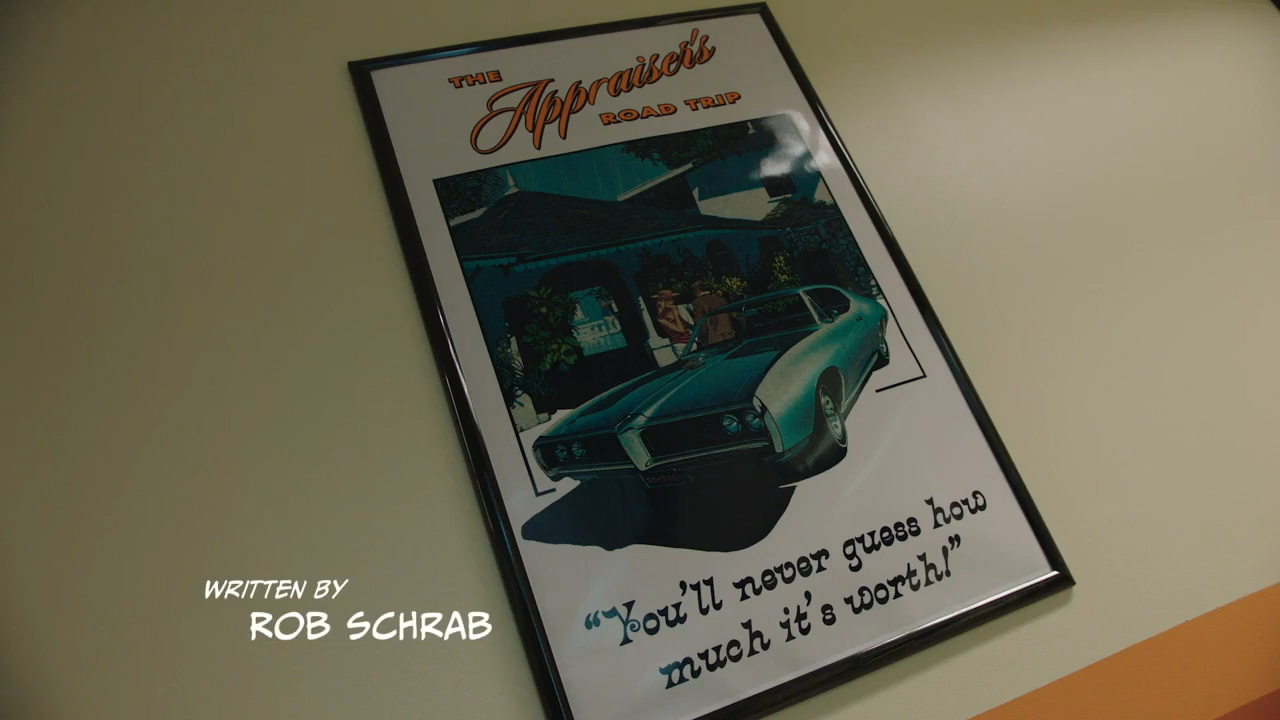 THE
Appraiser's
ROAD TRIP
"You'll never guess how
much it's worth!"
WRITTEN BY
ROB SCHRAB